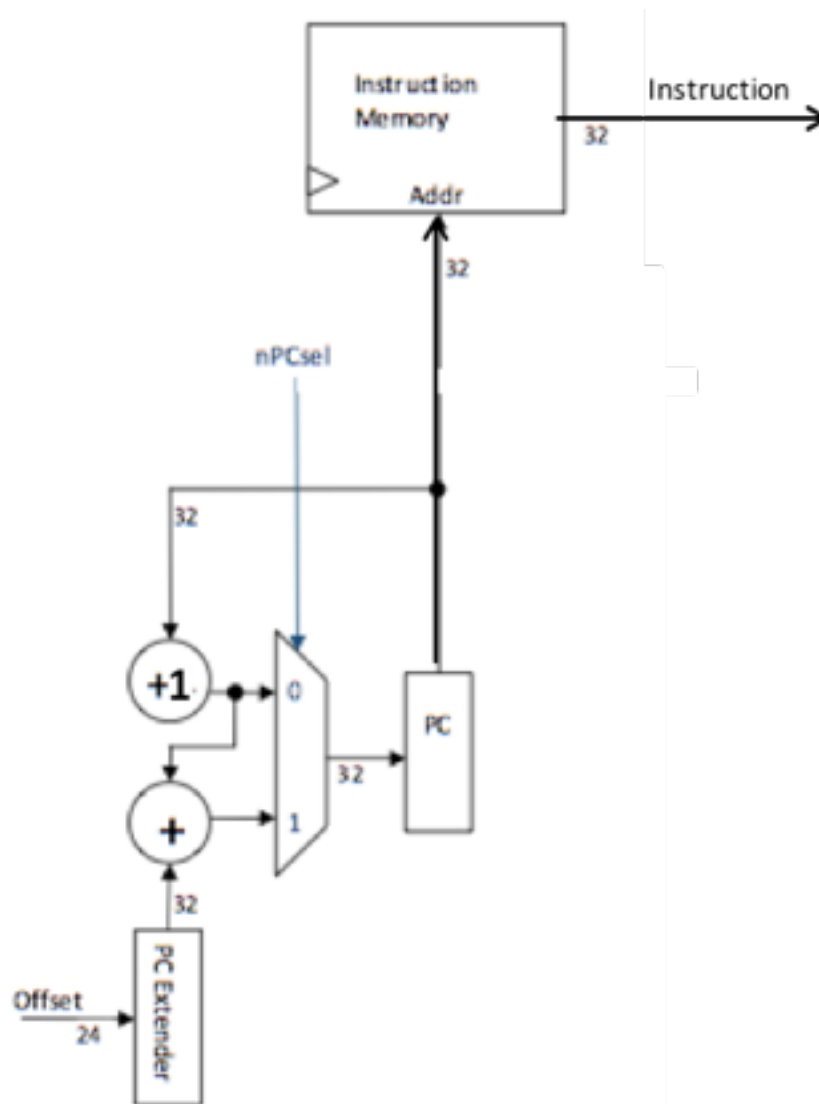 Instruction
Memory
Instruction
32
Addr
32
nPCsel
32
+1
0
PC
32
+
1
32
PC Extender
Offset
24